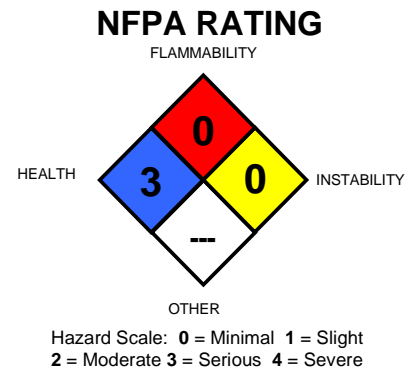 NFPA RATING
FLAMMABILITY
0
HEALTH 3 0 INSTABILITY
---
OTHER
Hazard Scale: 0 = Minimal 1 = Slight
2 = Moderate 3 = Serious 4 = Severe